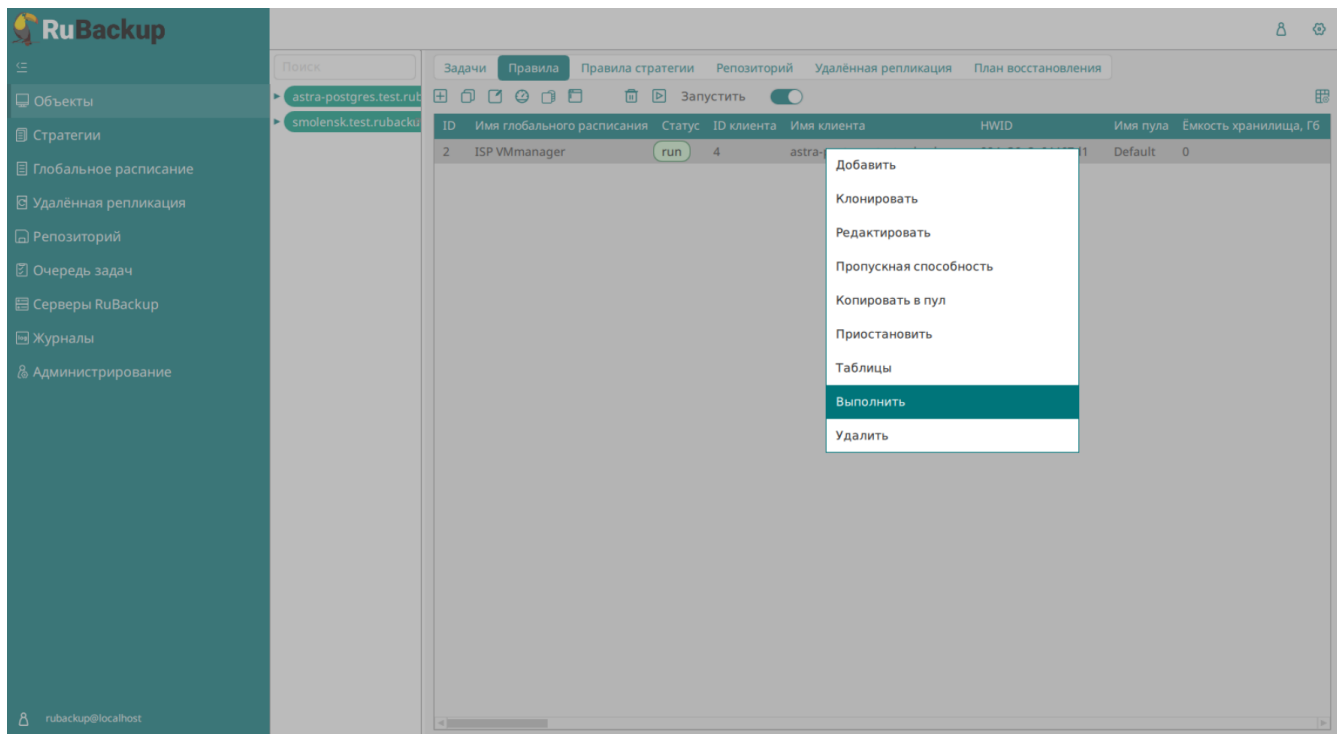 RuBackup
Объекты
Стратегии
Глобальное расписание
Удалённая репликация
Репозиторий
Очередь задач
Серверы RuBackup
Журналы
Администрирование
rubackup@localhost
Поиск
astra-postgres.test.rub
smolensk.test.rubacku
Задачи Правила Правила стратегии Репозиторий Удалённая репликация План восстановления
Запустить
ID Имя глобального расписания Статус ID клиента Имя клиента HWID Имя пула Ёмкость хранилища, Гб
2 ISP VMmanager run 4 astra- Default 0
Добавить
Клонировать
Редактировать
Пропускная способность
Копировать в пул
Приостановить
Таблицы
Выполнить
Удалить